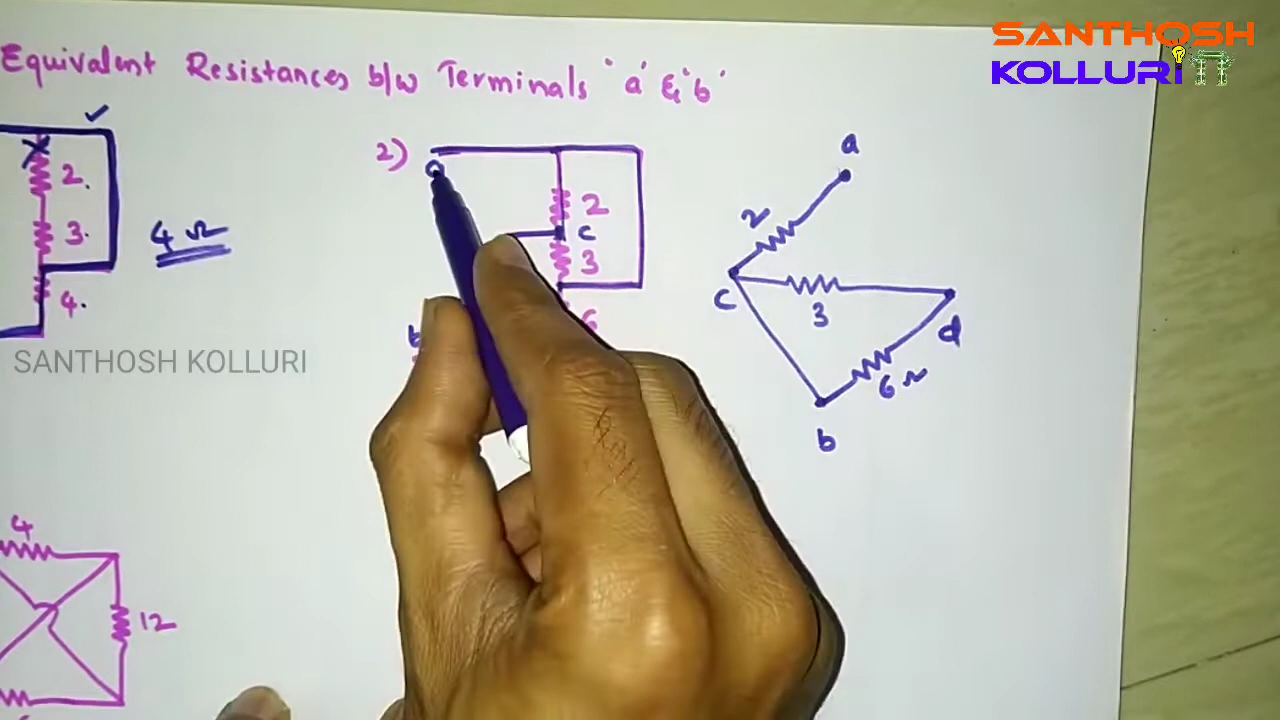 SANTHOSH
KOLLURI
Equivalent Resistances b/w Terminals 'a' & 'b'
2.
3.
4.
4 Ω
SANTHOSH KOLLURI
2)
2
c
3
6
b
a
2
c
3
d
6 Ω
b
4
12